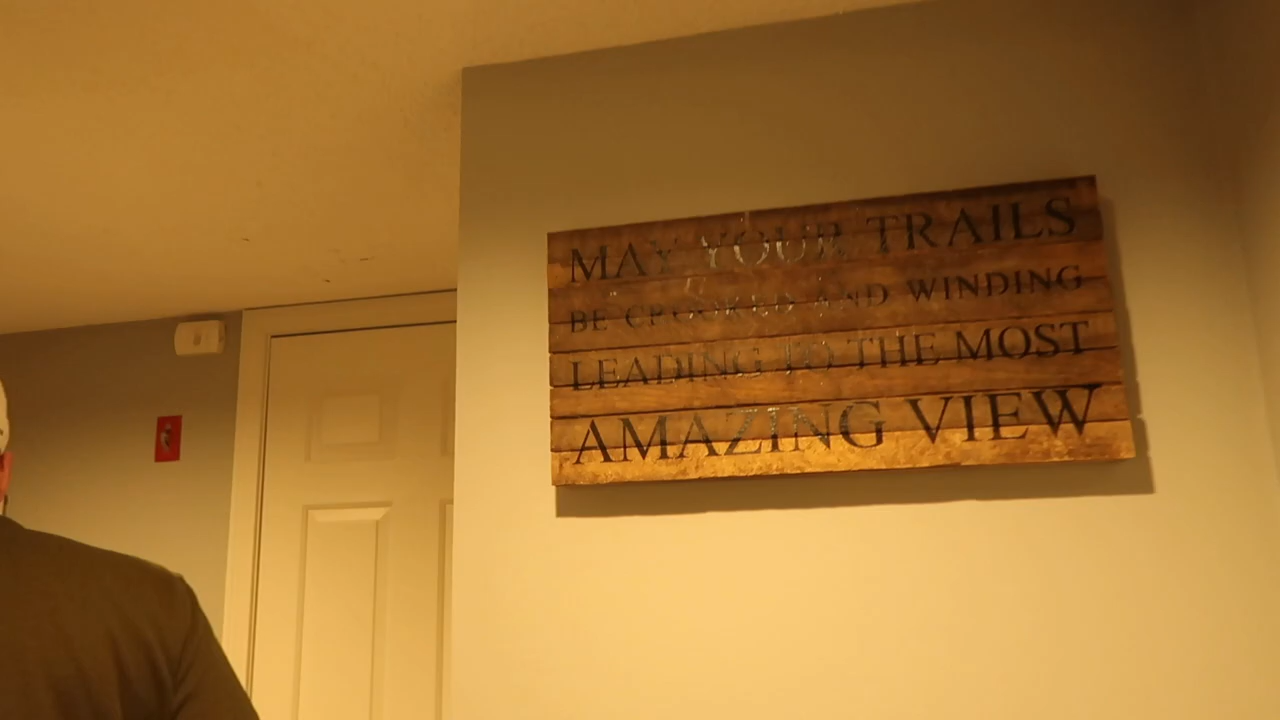 MAY YOUR TRAILS
BE CROOKED AND WINDING
LEADING TO THE MOST
AMAZING VIEW